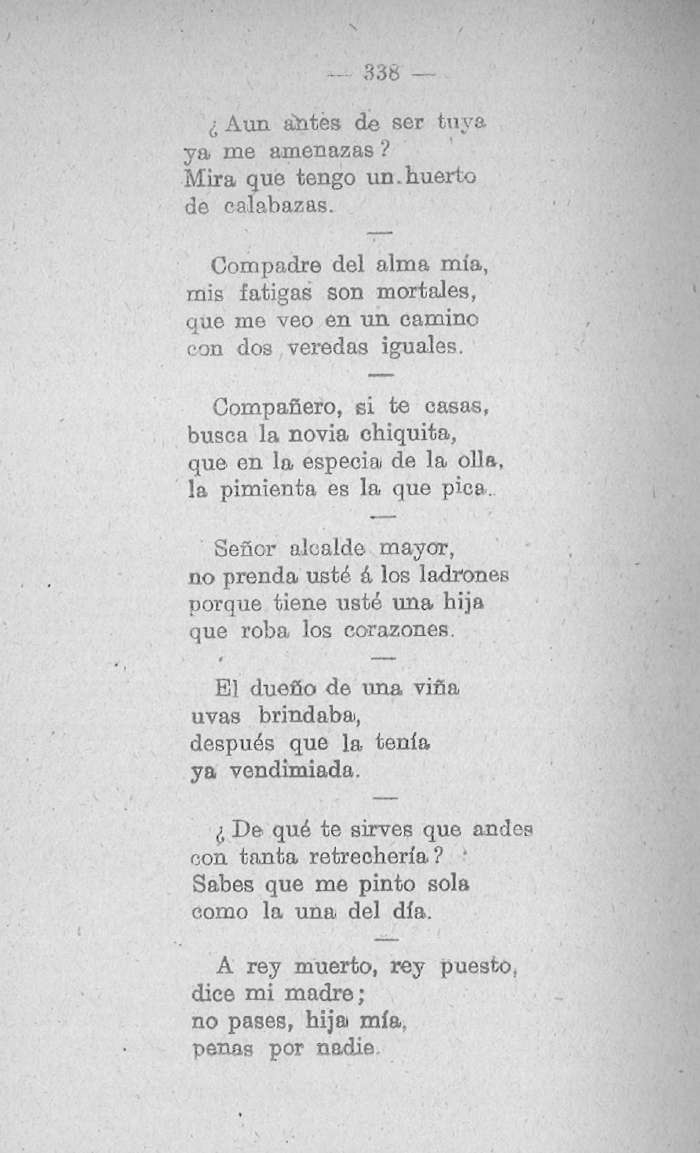 — 338 —
¿Aun antes de ser tuya
ya me amenazas?
Mira que tengo un huerto
de calabazas.
—
Compadre del alma mía,
mis fatigas son mortales,
que me veo en un camino
con dos veredas iguales.
—
Compañero, si te casas,
busca la novia chiquita,
que en la especia de la olla,
la pimienta es la que pica.
—
Señor alcalde mayor,
no prenda usté á los ladrones
porque tiene usté una hija
que roba los corazones.
—
El dueño de una viña
uvas brindaba,
después que la tenía
ya vendimiada.
—
¿De qué te sirves que andes
con tanta retrechería?
Sabes que me pinto sola
como la una del día.
—
A rey muerto, rey puesto,
dice mi madre;
no pases, hija mía,
penas por nadie.